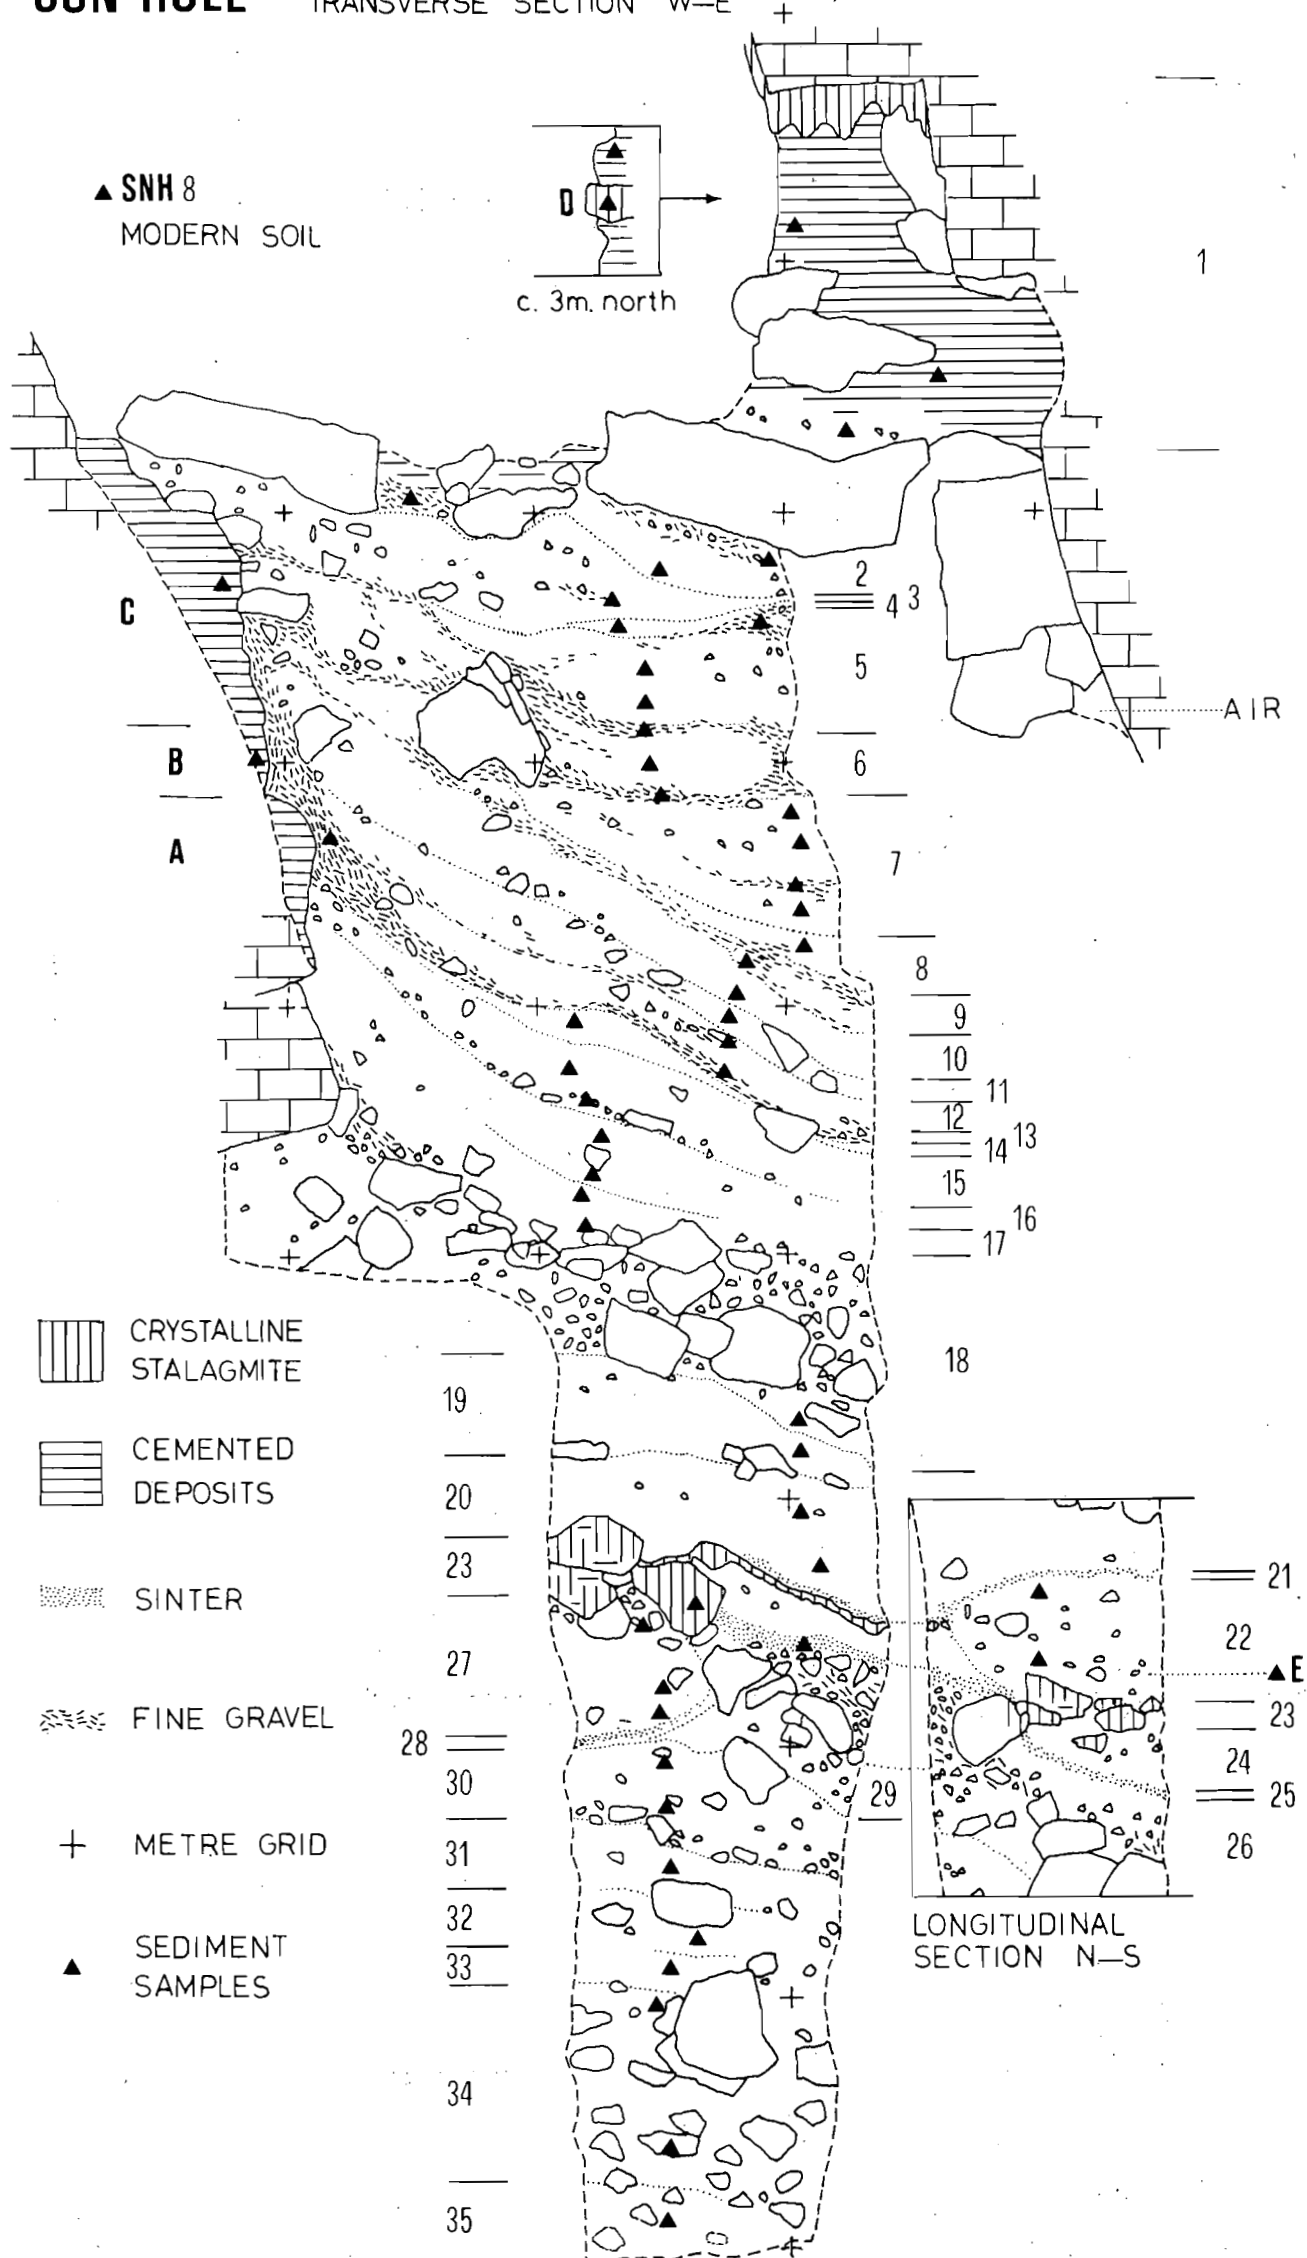 SUN HOLE TRANSVERSE SECTION W–E
▲ SNH 8
MODERN SOIL
D
c. 3m. north
1
2
3
4
C
5
AIR
B
6
A
7
8
9
10
11
12
13
14
15
16
17
CRYSTALLINE
STALAGMITE
18
19
CEMENTED
DEPOSITS
20
23
21
SINTER
22
27
E
23
FINE GRAVEL
28
24
30
29
25
METRE GRID
31
26
32
LONGITUDINAL
SECTION N–S
SEDIMENT
SAMPLES
33
34
35